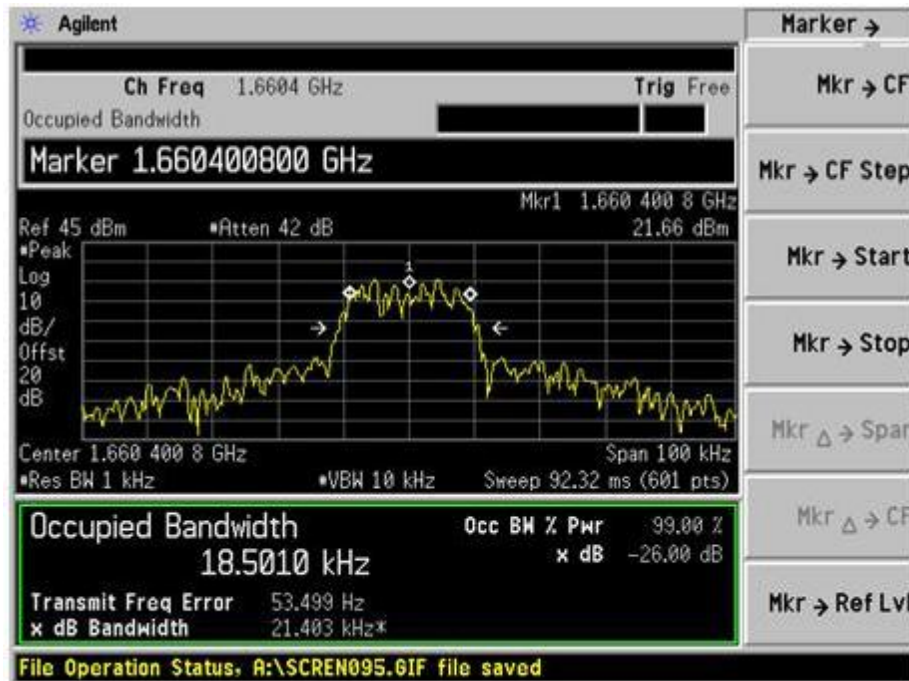 Agilent
Marker →
Ch Freq 1.6604 GHz Trig Free
Occupied Bandwidth
Mkr → CF
Marker 1.660400800 GHz
Mkr → CF Step
Mkr1 1.660 400 8 GHz
Ref 45 dBm *Atten 42 dB 21.66 dBm
*Peak
Log
10
dB/
Offst
20
dB
1
Mkr → Start
Mkr → Stop
Center 1.660 400 8 GHz Span 100 kHz
*Res BW 1 kHz *VBW 10 kHz Sweep 92.32 ms (601 pts)
Mkr Δ → Span
Occupied Bandwidth Occ BW % Pwr 99.00 %
18.5010 kHz x dB -26.00 dB
Mkr Δ → CF
Transmit Freq Error 53.499 Hz
x dB Bandwidth 21.403 kHz*
Mkr → Ref Lvl
File Operation Status, A:\SCREN095.GIF file saved